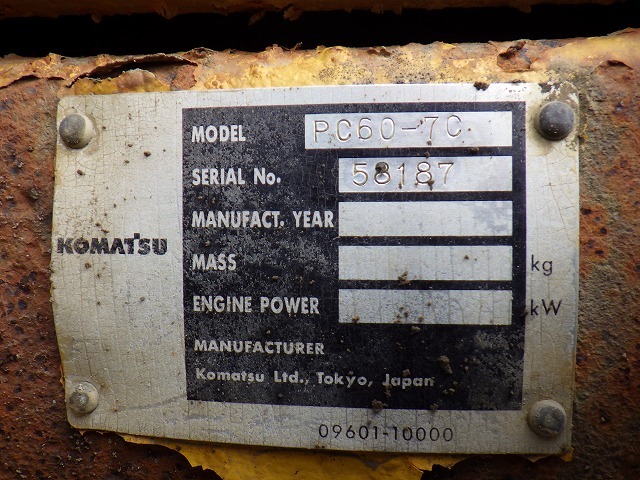 MODEL PC60-7C
SERIAL No. 58187
MANUFACT. YEAR
KOMATSU
MASS kg
ENGINE POWER kW
MANUFACTURER
Komatsu Ltd., Tokyo, Japan
09601-10000